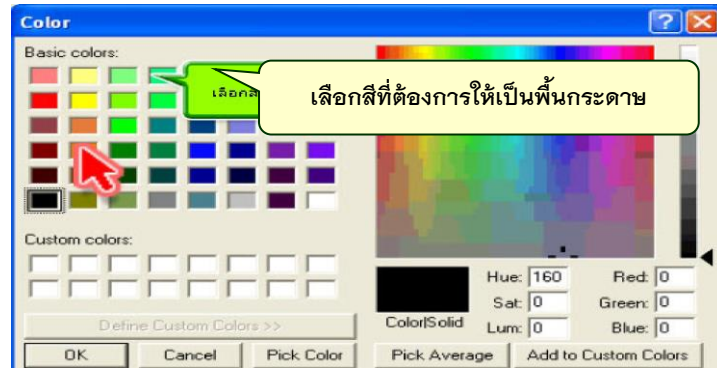 Color
Basic colors:
เลือกสีที่ต้องการให้เป็นพื้นกระดาษ
Custom colors:
Define Custom Colors >>
OK Cancel Pick Color
Color|Solid
Hue: 160 Red: 0
Sat: 0 Green: 0
Lum: 0 Blue: 0
Pick Average Add to Custom Colors